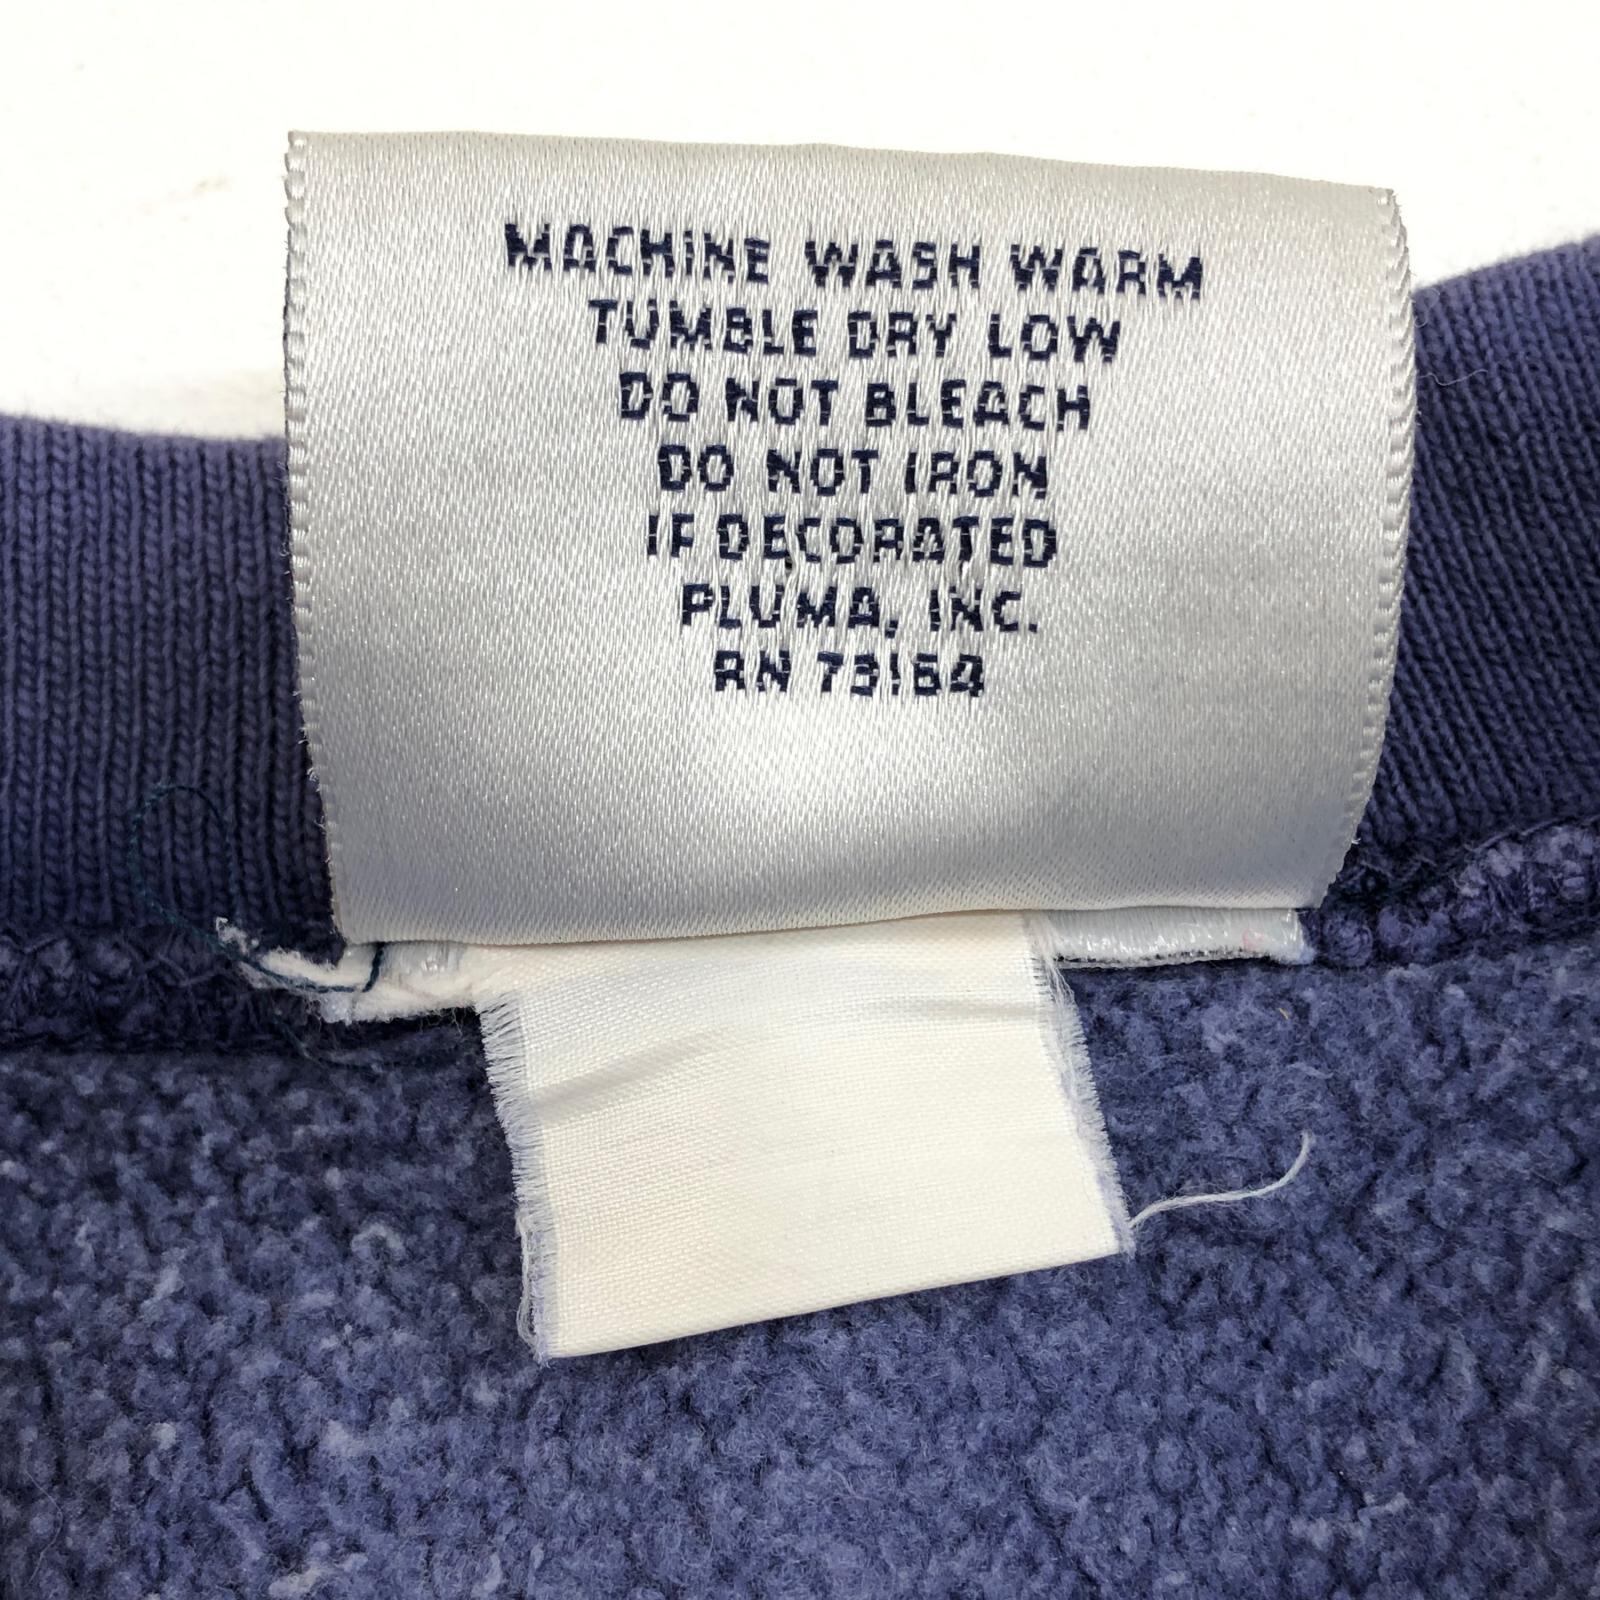 MACHINE WASH WARM
TUMBLE DRY LOW
DO NOT BLEACH
DO NOT IRON
IF DECORATED
PLUMA, INC.
RN 73164